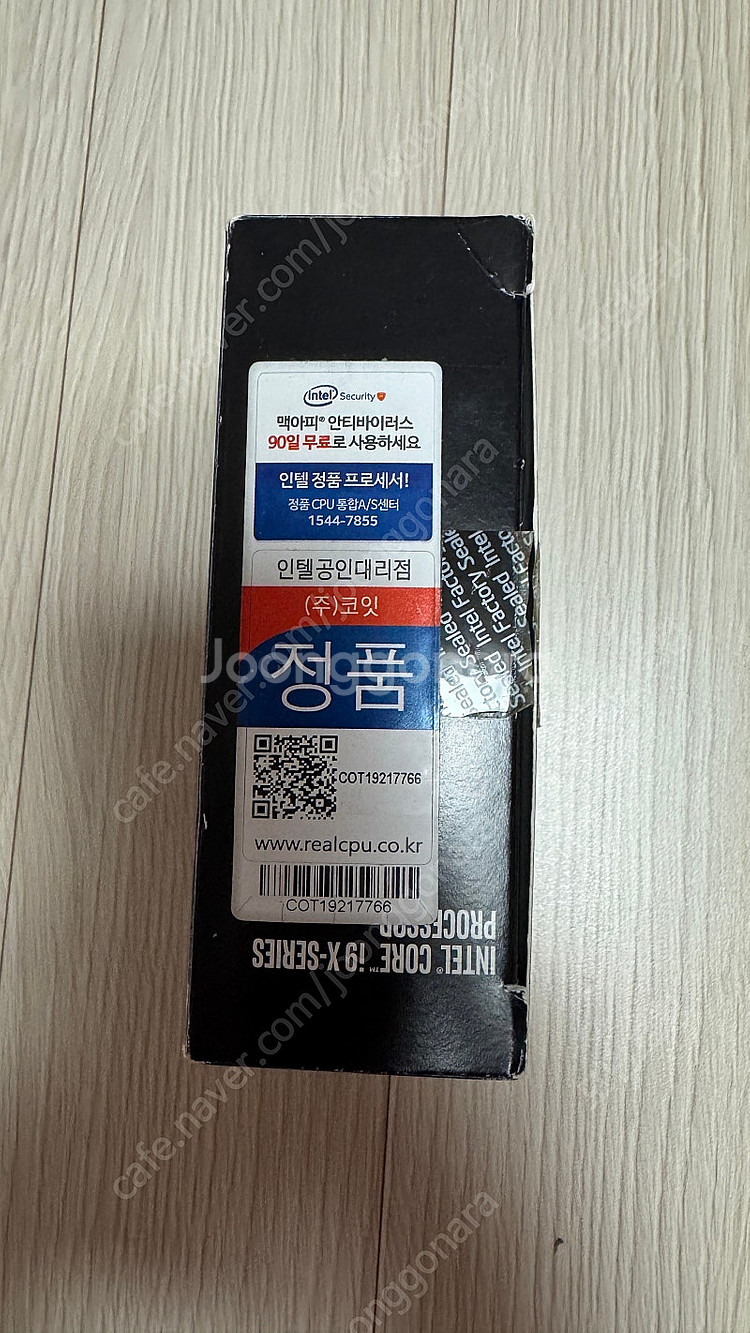 intel Security
맥아피® 안티바이러스
90일 무료로 사용하세요
인텔 정품 프로세서!
정품 CPU 통합A/S센터
1544-7855
인텔공인대리점
(주)코잇
정품
COT19217766
www.realcpu.co.kr
COT19217766
INTEL® CORE™ i9 X-SERIES
PROCESSOR
Intel Factory Sealed
Joonggonara
cafe.naver.com/joonggonara